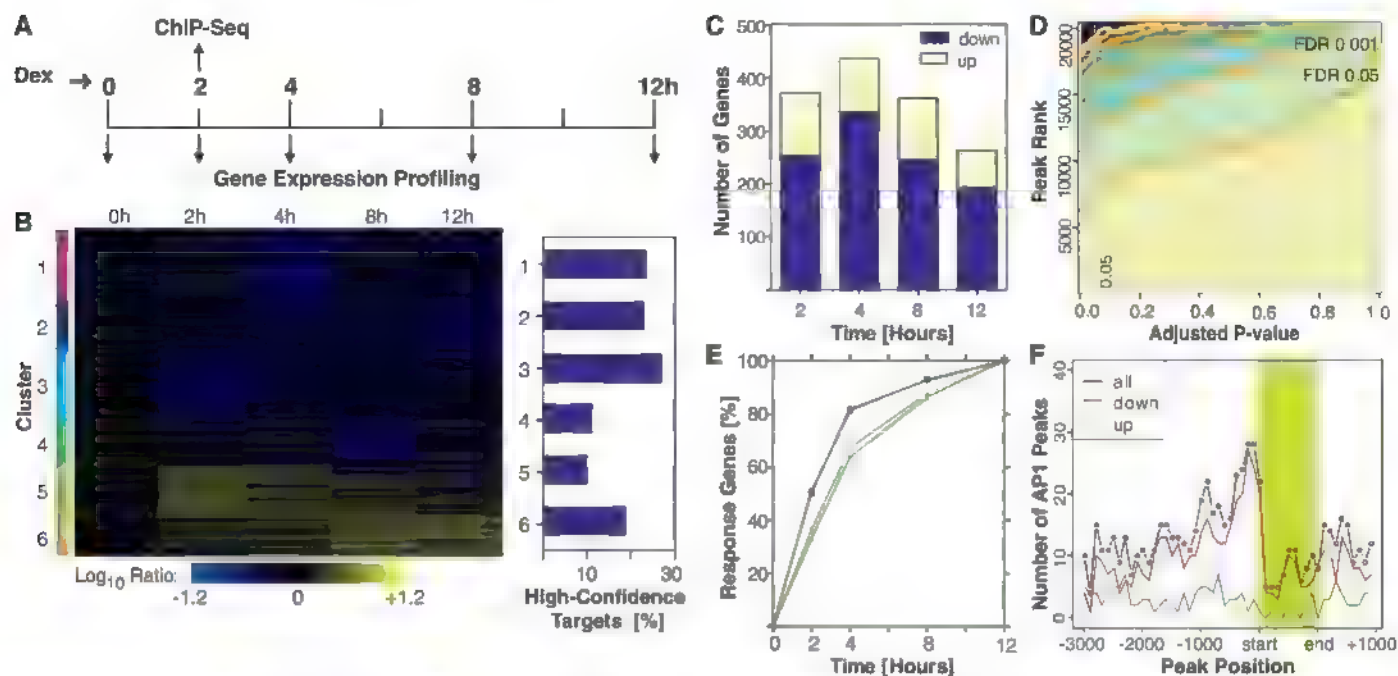 A
ChIP-Seq
Dex
0 2 4 8 12h
Gene Expression Profiling
B
0h 2h 4h 8h 12h
Cluster
1
2
3
4
5
6
Log10 Ratio:
-1.2 0 +1.2
1
2
3
4
5
6
10 30
High-Confidence
Targets [%]
C
Number of Genes
500
400
300
200
100
down
up
2 4 8 12
Time [Hours]
D
Peak Rank
20000
15000
10000
5000
FDR 0 001
FDR 0.05
0.05
0.0 0.2 0.4 0.6 0.8 1 0
Adjusted P-value
E
Response Genes [%]
100
80
60
40
20
0 2 4 8 12
Time [Hours]
F
Number of AP1 Peaks
40
30
20
10
0
all
down
up
-3000 -2000 -1000 start end +1000
Peak Position